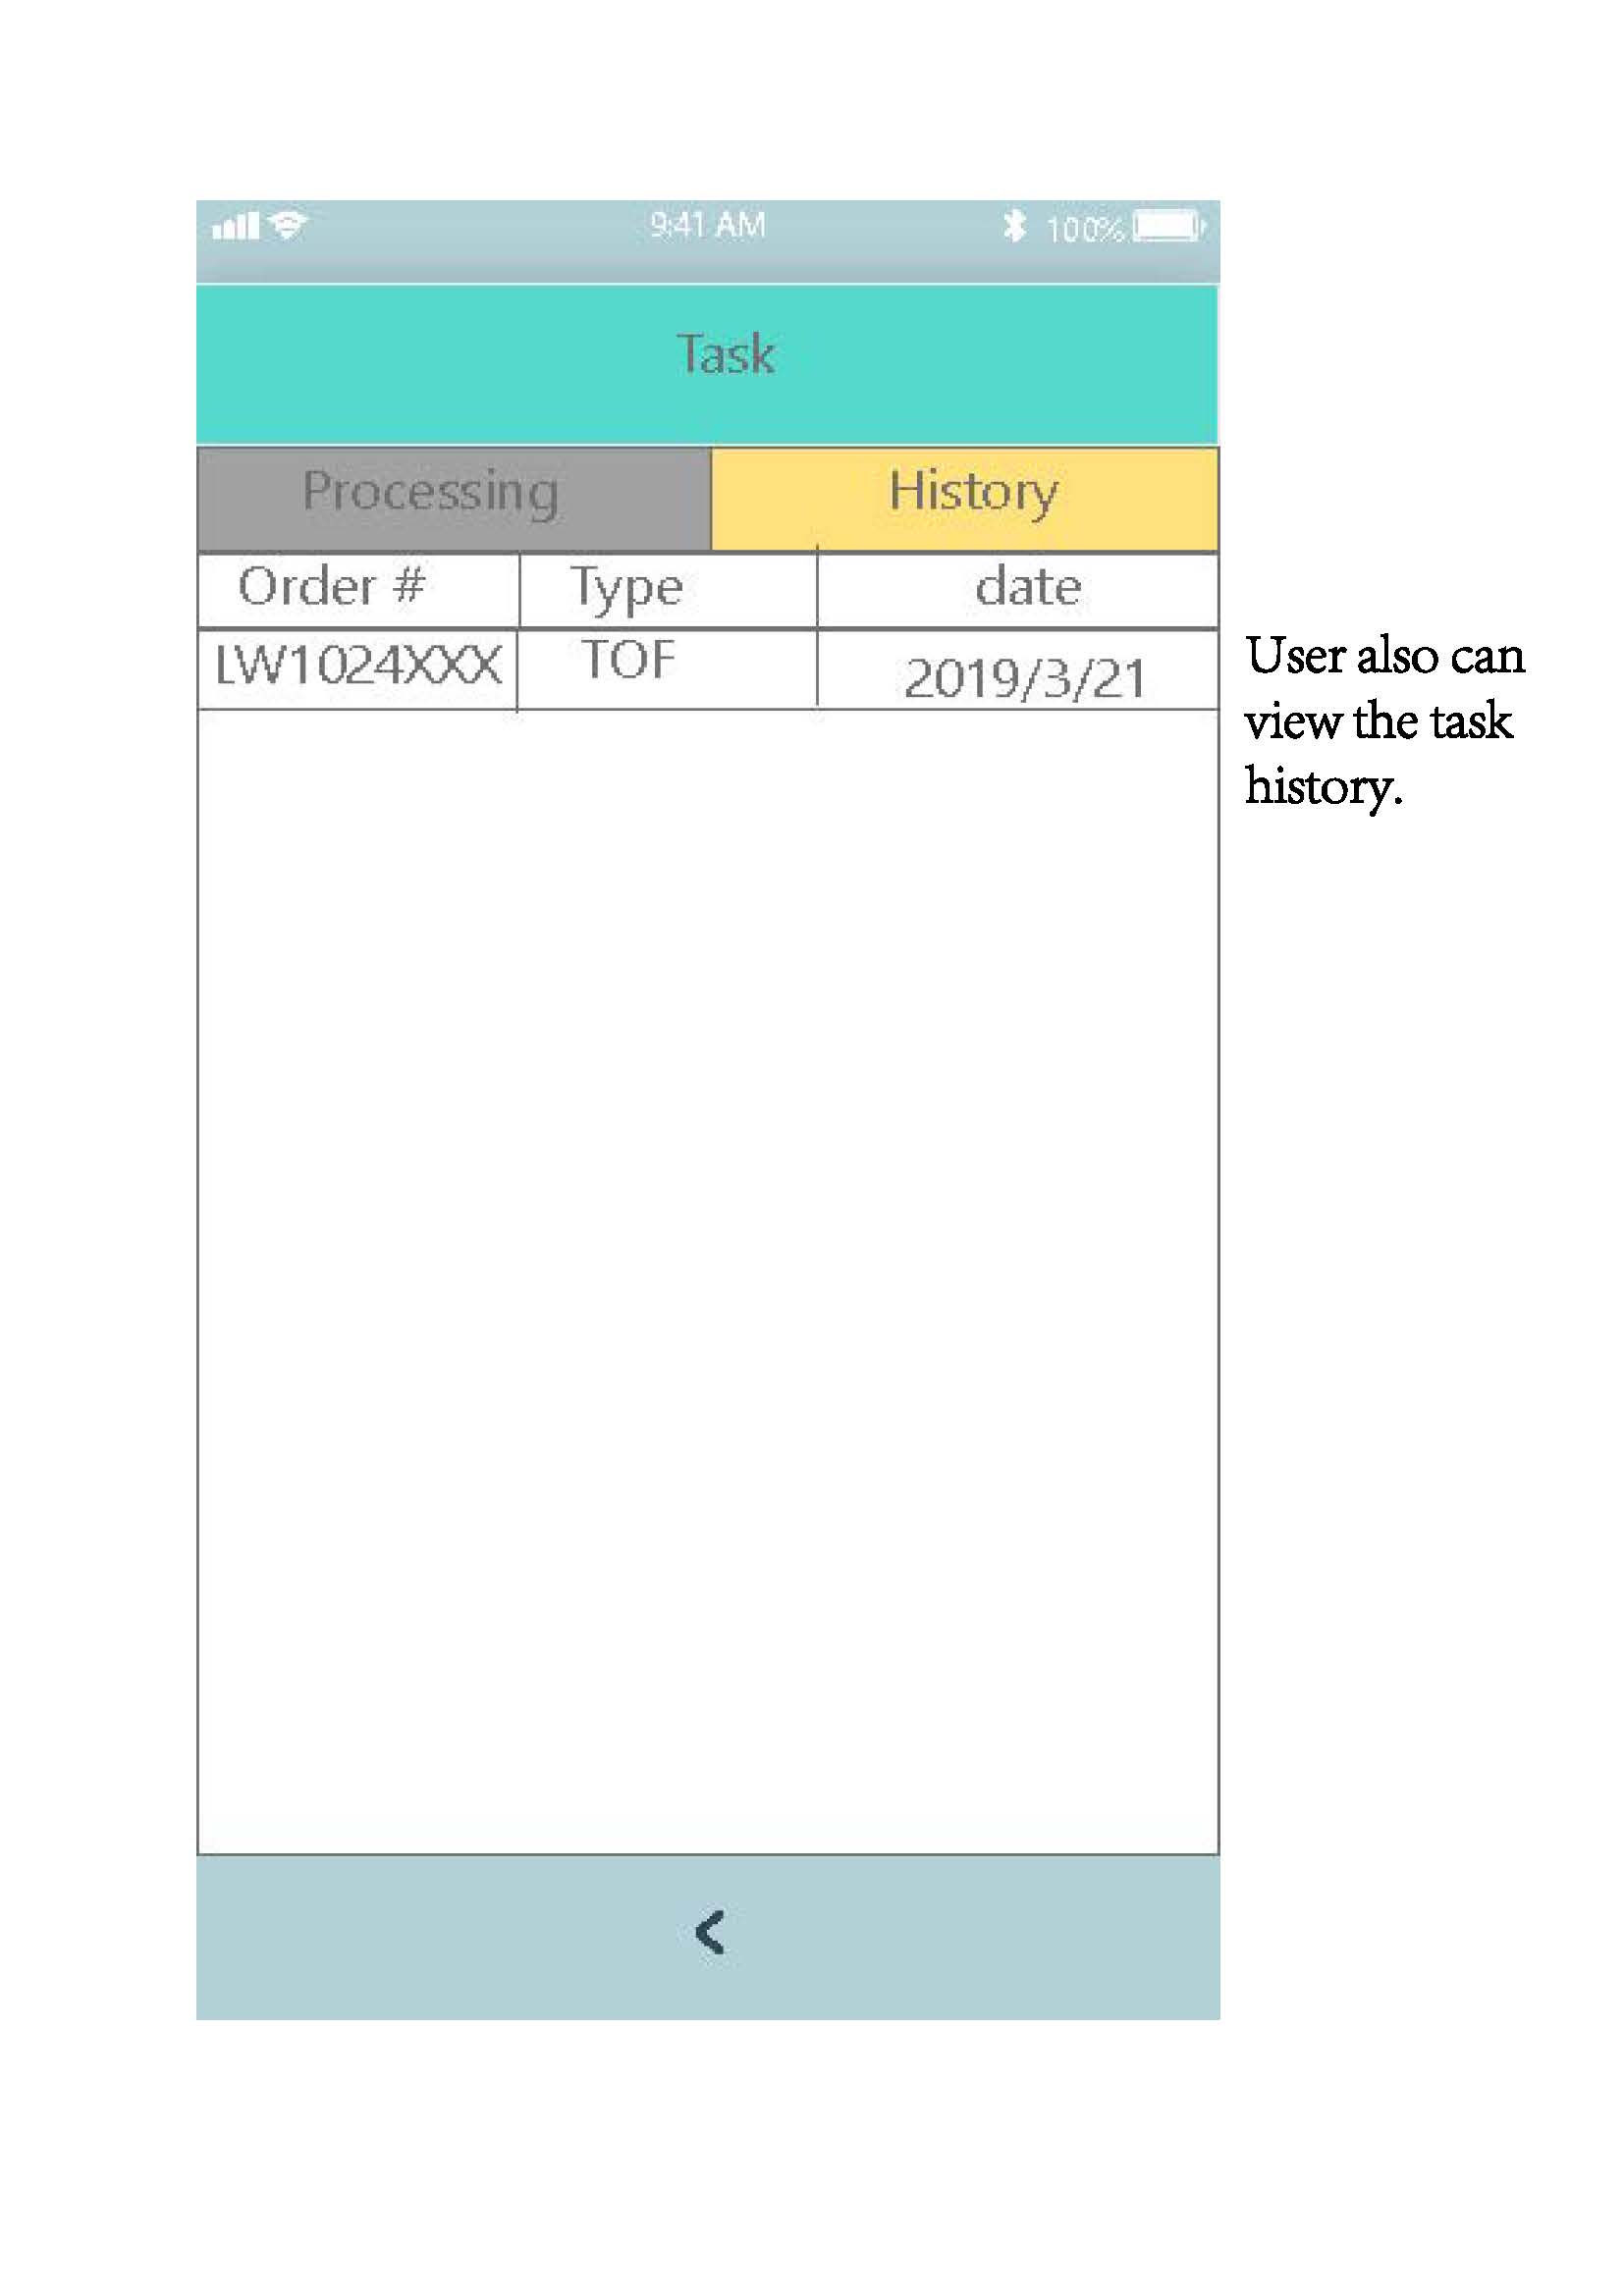 9:41 AM 100%
Task
Processing History
Order # Type date
LW1024XXX TOF 2019/3/21
User also can
view the task
history.
<